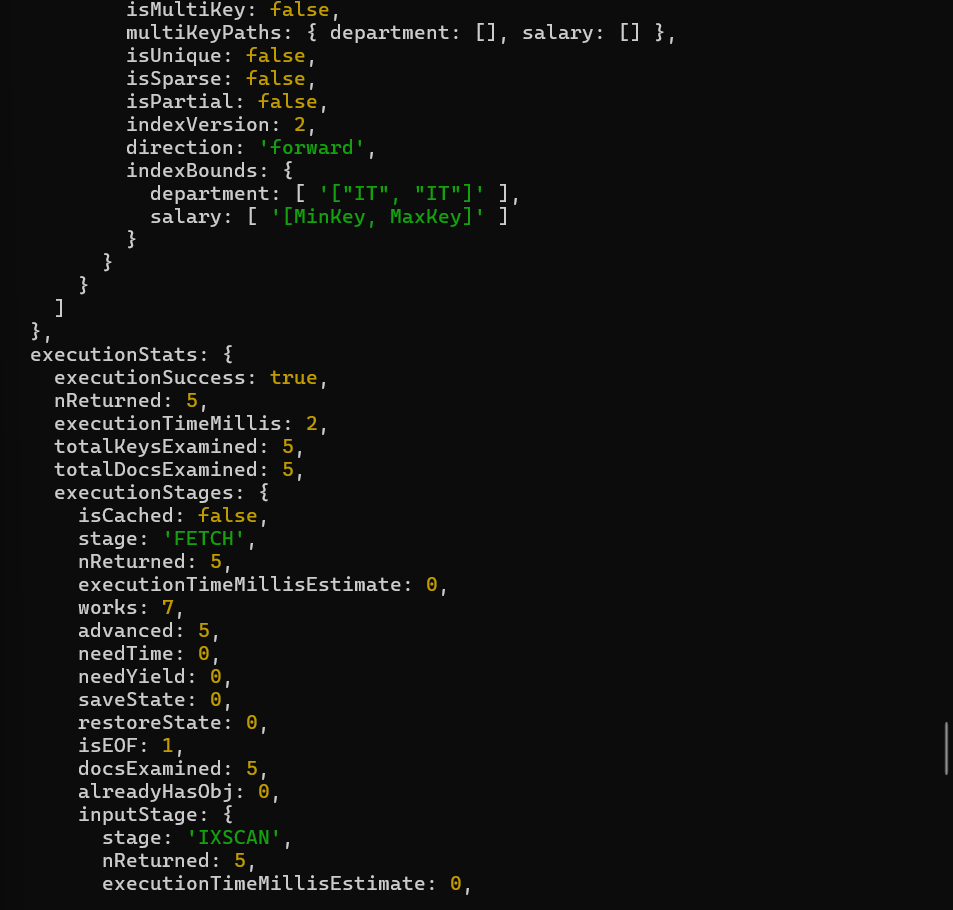 isMultiKey: false,
multiKeyPaths: { department: [], salary: [] },
isUnique: false,
isSparse: false,
isPartial: false,
indexVersion: 2,
direction: 'forward',
indexBounds: {
department: [ '["IT", "IT"]' ],
salary: [ '[MinKey, MaxKey]' ]
}
}
}
]
},
executionStats: {
executionSuccess: true,
nReturned: 5,
executionTimeMillis: 2,
totalKeysExamined: 5,
totalDocsExamined: 5,
executionStages: {
isCached: false,
stage: 'FETCH',
nReturned: 5,
executionTimeMillisEstimate: 0,
works: 7,
advanced: 5,
needTime: 0,
needYield: 0,
saveState: 0,
restoreState: 0,
isEOF: 1,
docsExamined: 5,
alreadyHasObj: 0,
inputStage: {
stage: 'IXSCAN',
nReturned: 5,
executionTimeMillisEstimate: 0,